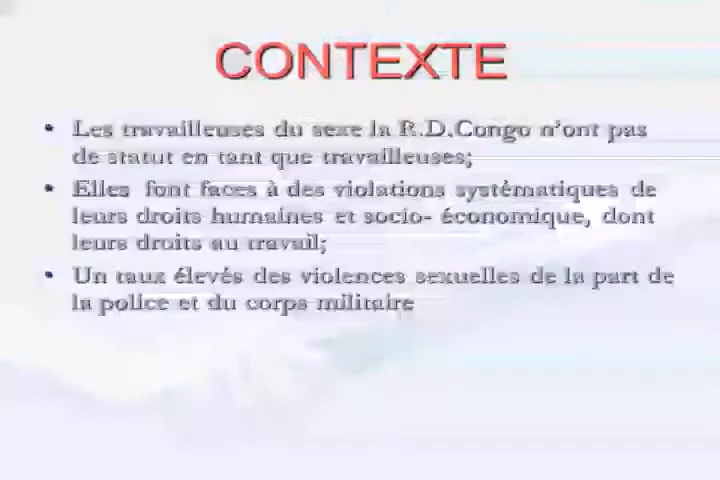 CONTEXTE
• Les travailleuses du sexe la R.D.Congo n'ont pas
de statut en tant que travailleuses;
• Elles font faces à des violations systématiques de
leurs droits humaines et socio- économique, dont
leurs droits au travail;
• Un taux élevés des violences sexuelles de la part de
la police et du corps militaire